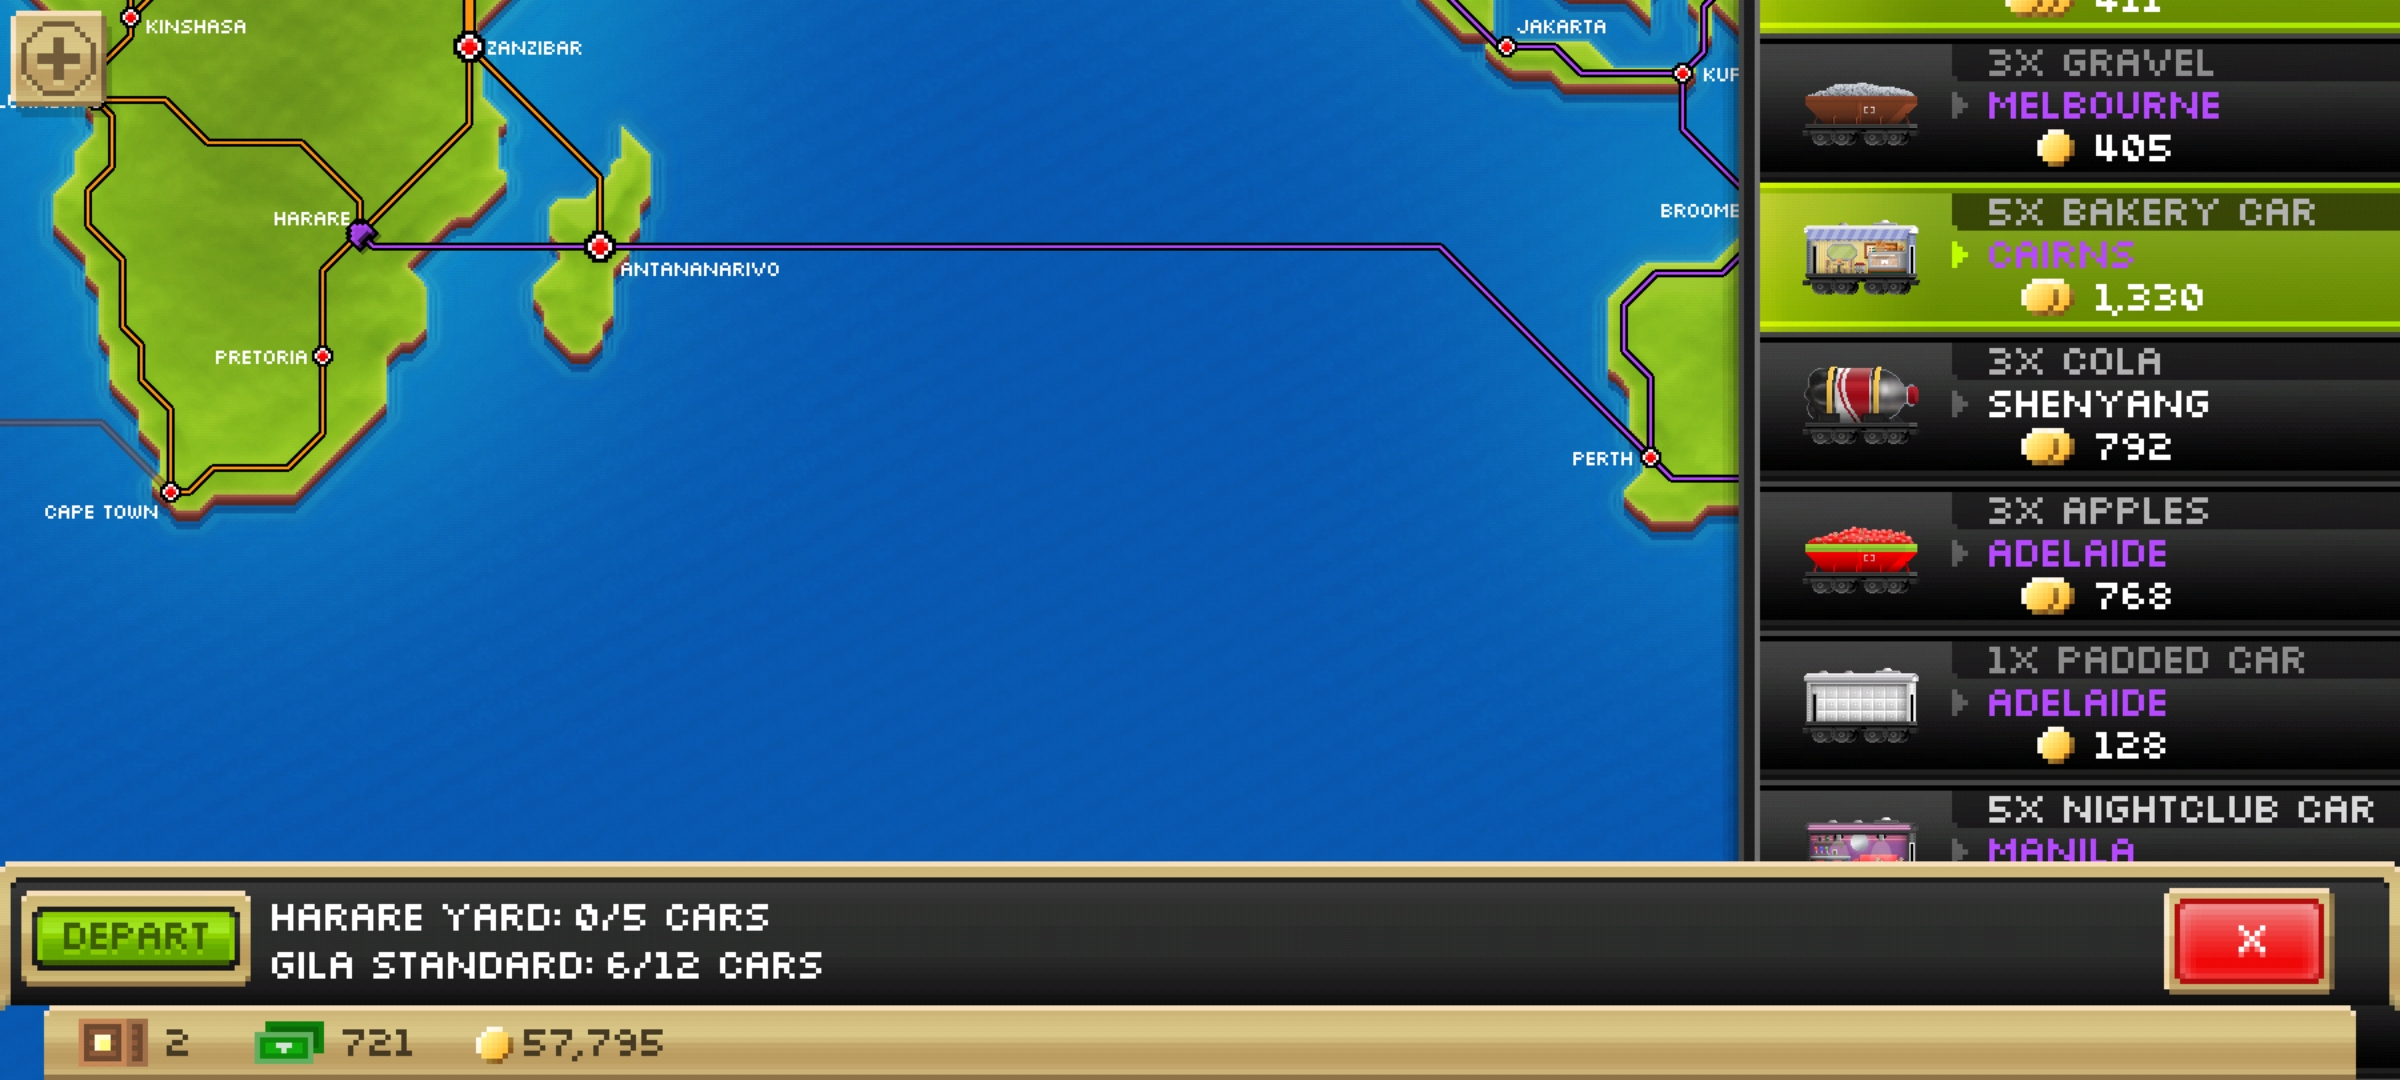 KINSHASA
ZANZIBAR
HARARE
ANTANANARIVO
PRETORIA
CAPE TOWN
JAKARTA
KUP
BROOME
PERTH
411
3X GRAVEL
MELBOURNE
405
5X BAKERY CAR
CAIRNS
1,330
3X COLA
SHENYANG
792
3X APPLES
ADELAIDE
768
1X PADDED CAR
ADELAIDE
128
5X NIGHTCLUB CAR
MANILA
DEPART
HARARE YARD: 0/5 CARS
GILA STANDARD: 6/12 CARS
X
2
721
57,795